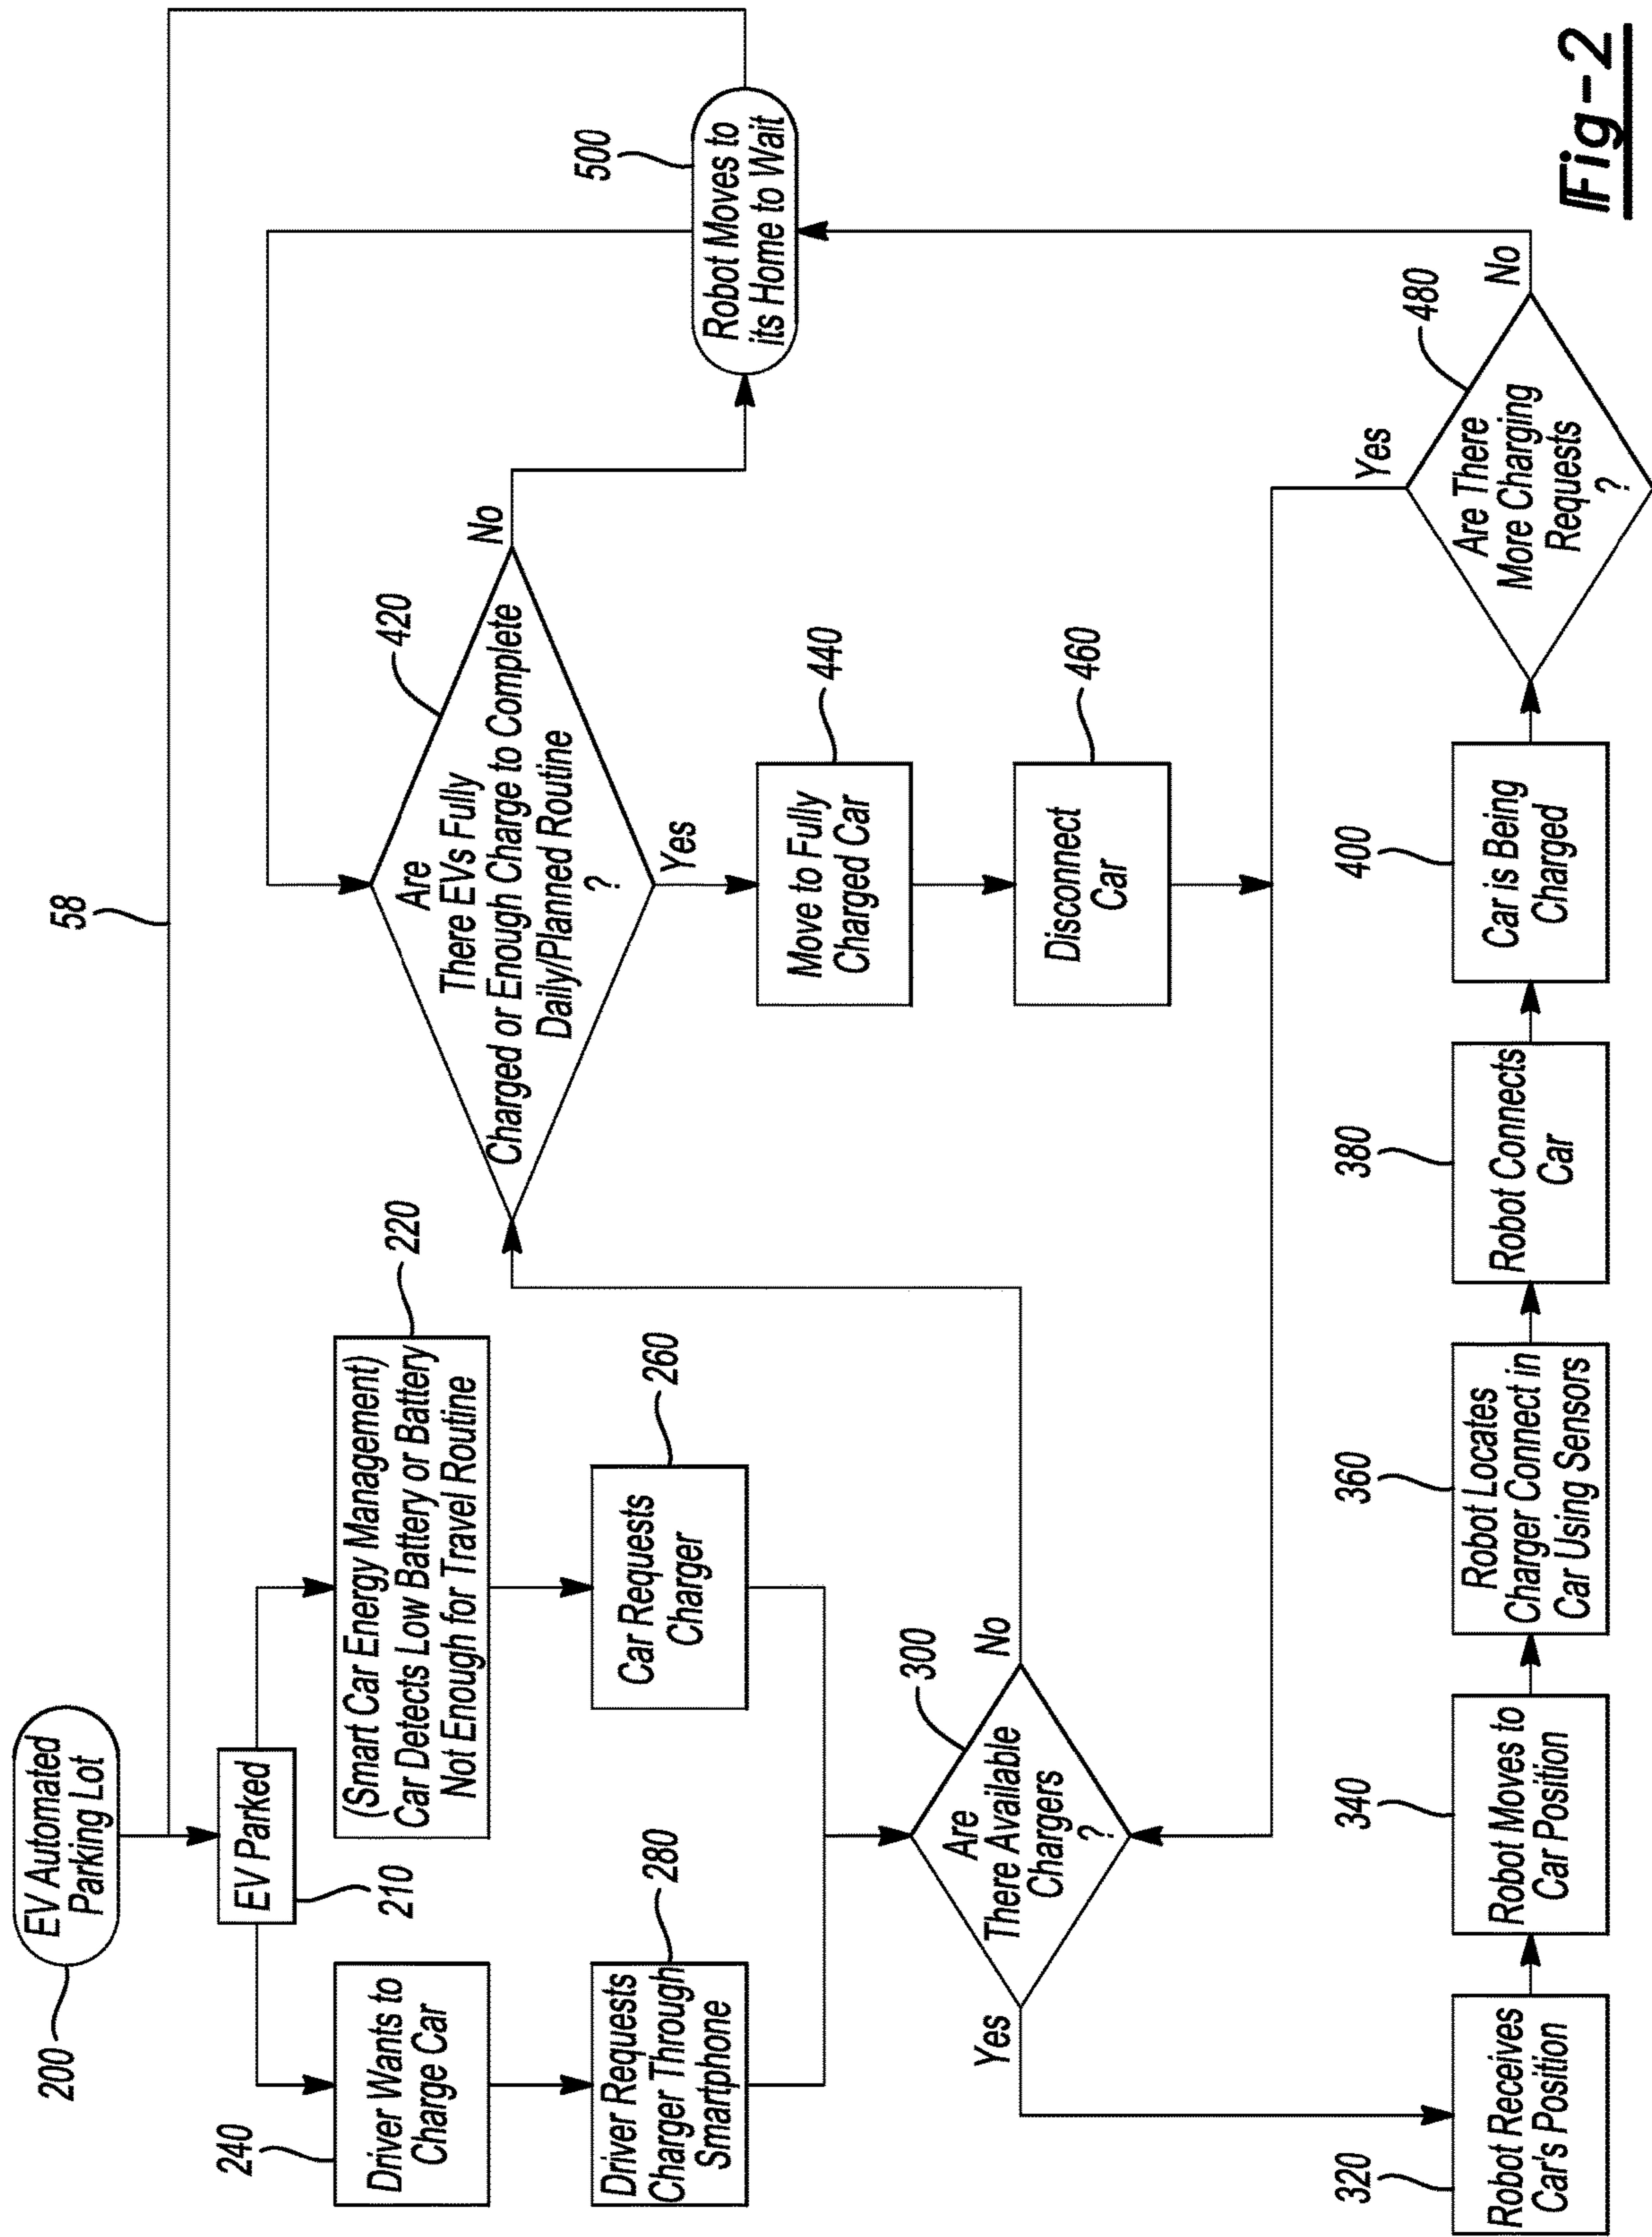 200
EV Automated
Parking Lot
58
EV Parked
210
240
Driver Wants to
Charge Car
(Smart Car Energy Management)
Car Detects Low Battery or Battery
Not Enough for Travel Routine
220
280
Driver Requests
Charger Through
Smartphone
Car Requests
Charger
260
Are
There Available
Chargers
?
300
Yes
No
Are
There EVs Fully
Charged or Enough Charge to Complete
Daily/Planned Routine
?
420
No
Yes
Move to Fully
Charged Car
440
Disconnect
Car
460
500
Robot Moves to
its Home to Wait
320
Robot Receives
Car's Position
340
Robot Moves to
Car Position
360
Robot Locates
Charger Connect in
Car Using Sensors
380
Robot Connects
Car
400
Car is Being
Charged
Yes
480
No
Are There
More Charging
Requests
?
Fig-2